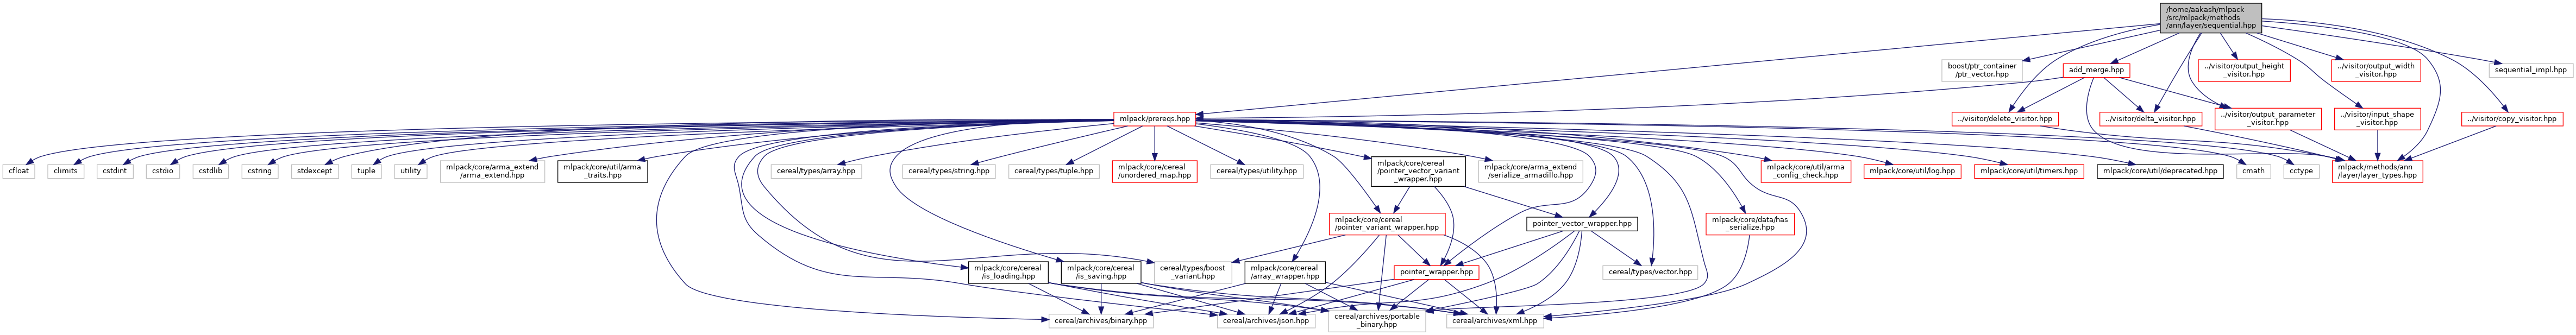 /home/aakash/mlpack
/src/mlpack/methods
/ann/layer/sequential.hpp
boost/ptr_container
/ptr_vector.hpp
add_merge.hpp
../visitor/output_height
_visitor.hpp
../visitor/output_width
_visitor.hpp
sequential_impl.hpp
mlpack/prereqs.hpp
../visitor/delete_visitor.hpp
../visitor/delta_visitor.hpp
../visitor/output_parameter
_visitor.hpp
../visitor/input_shape
_visitor.hpp
../visitor/copy_visitor.hpp
cfloat
climits
cstdint
cstdio
cstdlib
cstring
stdexcept
tuple
utility
mlpack/core/arma_extend
/arma_extend.hpp
mlpack/core/util/arma
_traits.hpp
cereal/types/array.hpp
cereal/types/string.hpp
cereal/types/tuple.hpp
mlpack/core/cereal
/unordered_map.hpp
cereal/types/utility.hpp
mlpack/core/cereal
/pointer_vector_variant
_wrapper.hpp
mlpack/core/arma_extend
/serialize_armadillo.hpp
mlpack/core/util/arma
_config_check.hpp
mlpack/core/util/log.hpp
mlpack/core/util/timers.hpp
mlpack/core/util/deprecated.hpp
cmath
cctype
mlpack/methods/ann
/layer/layer_types.hpp
mlpack/core/cereal
/pointer_variant_wrapper.hpp
pointer_vector_wrapper.hpp
mlpack/core/data/has
_serialize.hpp
mlpack/core/cereal
/is_loading.hpp
mlpack/core/cereal
/is_saving.hpp
cereal/types/boost
_variant.hpp
mlpack/core/cereal
/array_wrapper.hpp
pointer_wrapper.hpp
cereal/types/vector.hpp
cereal/archives/binary.hpp
cereal/archives/json.hpp
cereal/archives/portable
_binary.hpp
cereal/archives/xml.hpp